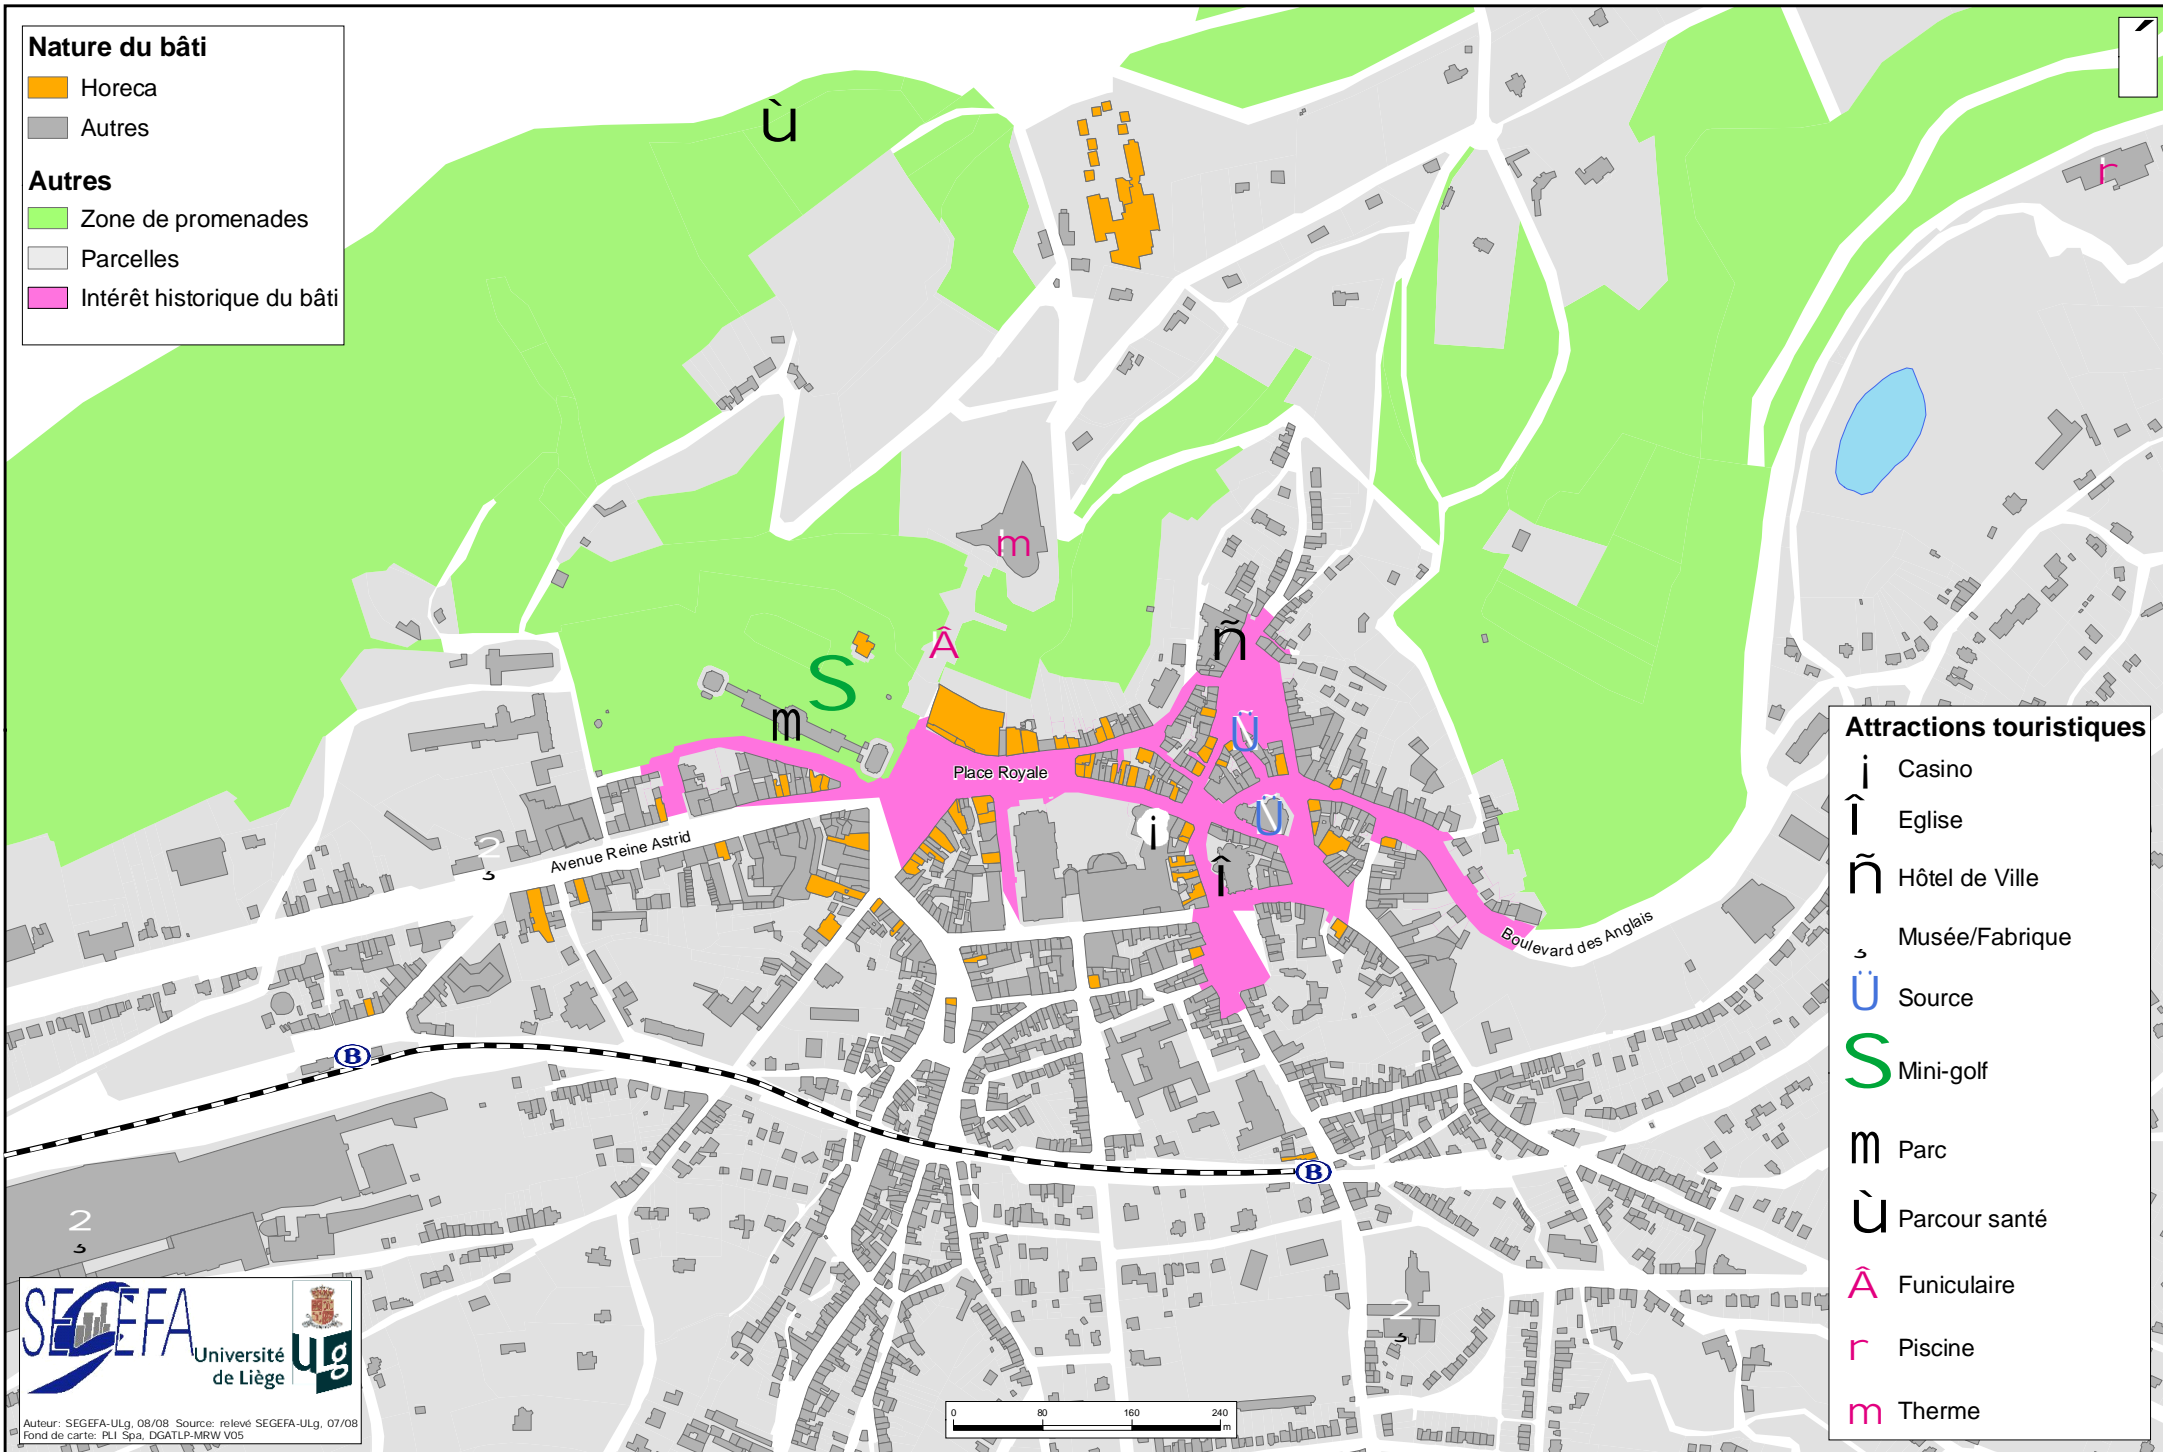 Nature du bâti
Horeca
Autres
Autres
Zone de promenades
Parcelles
Intérêt historique du bâti
Place Royale
Avenue Reine Astrid
Boulevard des Anglais
B
B
Attractions touristiques
Casino
Eglise
Hôtel de Ville
Musée/Fabrique
Source
Mini-golf
Parc
Parcour santé
Funiculaire
Piscine
Therme
SEGEFA
Université
de Liège
ULg
Auteur: SEGEFA-ULg, 08/08 Source: relevé SEGEFA-ULg, 07/08
Fond de carte: PLI Spa, DGATLP-MRW V05
0 80 160 240
m